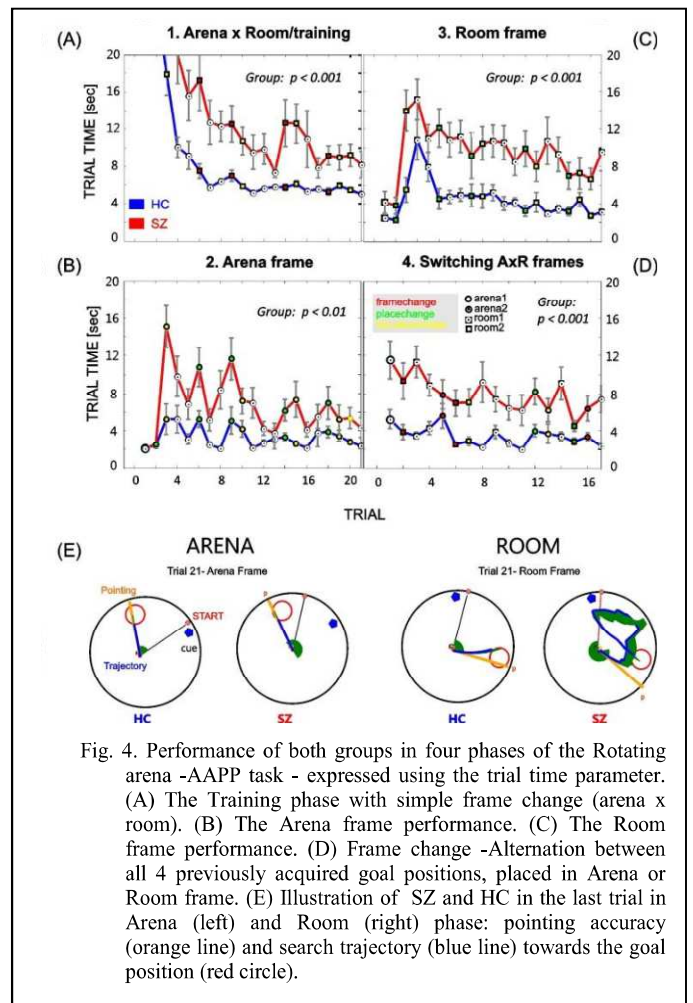 (A)
1. Arena x Room/training
3. Room frame
(C)
TRIAL TIME [sec]
20
16
12
8
4
0
Group: p < 0.001
HC
SZ
Group: p < 0.001
20
16
12
8
4
0
(B)
2. Arena frame
4. Switching AxR frames
(D)
TRIAL TIME [sec]
20
16
12
8
4
0
Group: p < 0.01
0 4 8 12 16 20
framechange
placechange
arena1
arena2
room1
room2
Group:
p < 0.001
20
16
12
8
4
0
0 4 8 12 16
TRIAL
(E)
ARENA
ROOM
Trial 21- Arena Frame
Trial 21- Room Frame
Pointing
START
cue
Trajectory
HC
SZ
HC
SZ
Fig. 4. Performance of both groups in four phases of the Rotating
arena -AAPP task - expressed using the trial time parameter.
(A) The Training phase with simple frame change (arena x
room). (B) The Arena frame performance. (C) The Room
frame performance. (D) Frame change -Alternation between
all 4 previously acquired goal positions, placed in Arena or
Room frame. (E) Illustration of SZ and HC in the last trial in
Arena (left) and Room (right) phase: pointing accuracy
(orange line) and search trajectory (blue line) towards the goal
position (red circle).